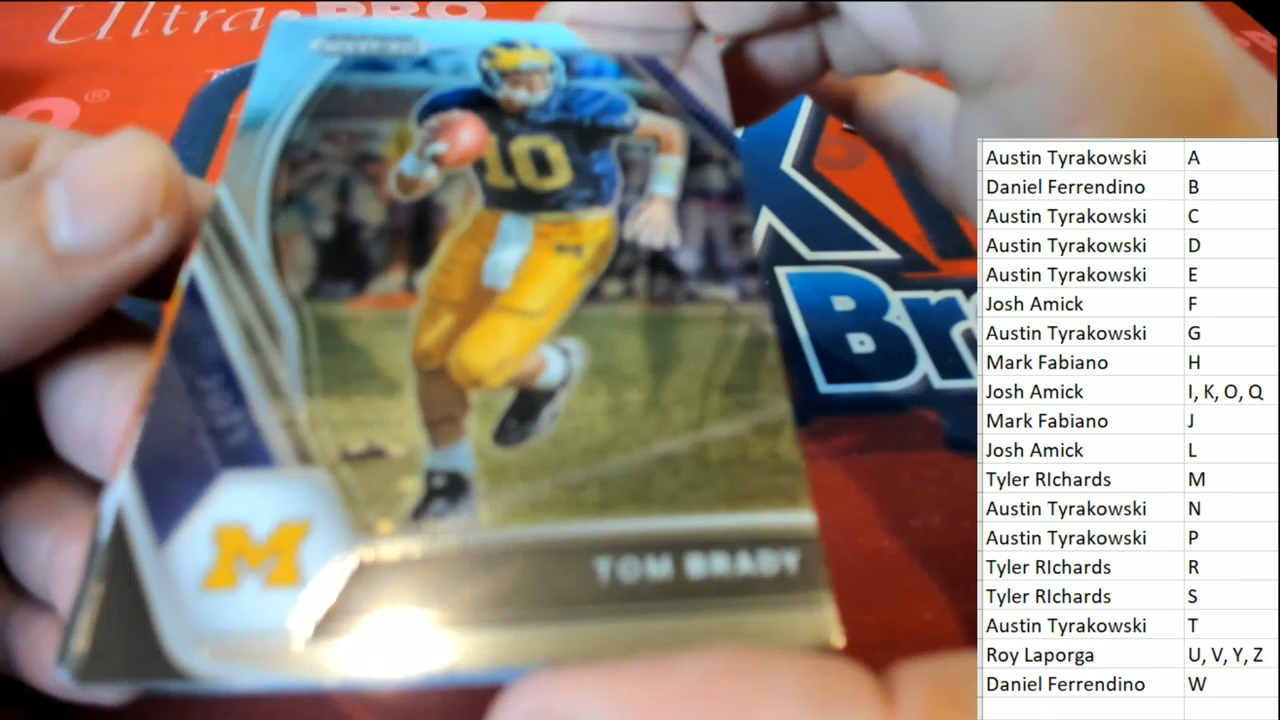 Ultra·PRO
®
10
M
TOM BRADY
Br
Austin Tyrakowski A
Daniel Ferrendino B
Austin Tyrakowski C
Austin Tyrakowski D
Austin Tyrakowski E
Josh Amick F
Austin Tyrakowski G
Mark Fabiano H
Josh Amick I, K, O, Q
Mark Fabiano J
Josh Amick L
Tyler RIchards M
Austin Tyrakowski N
Austin Tyrakowski P
Tyler RIchards R
Tyler RIchards S
Austin Tyrakowski T
Roy Laporga U, V, Y, Z
Daniel Ferrendino W